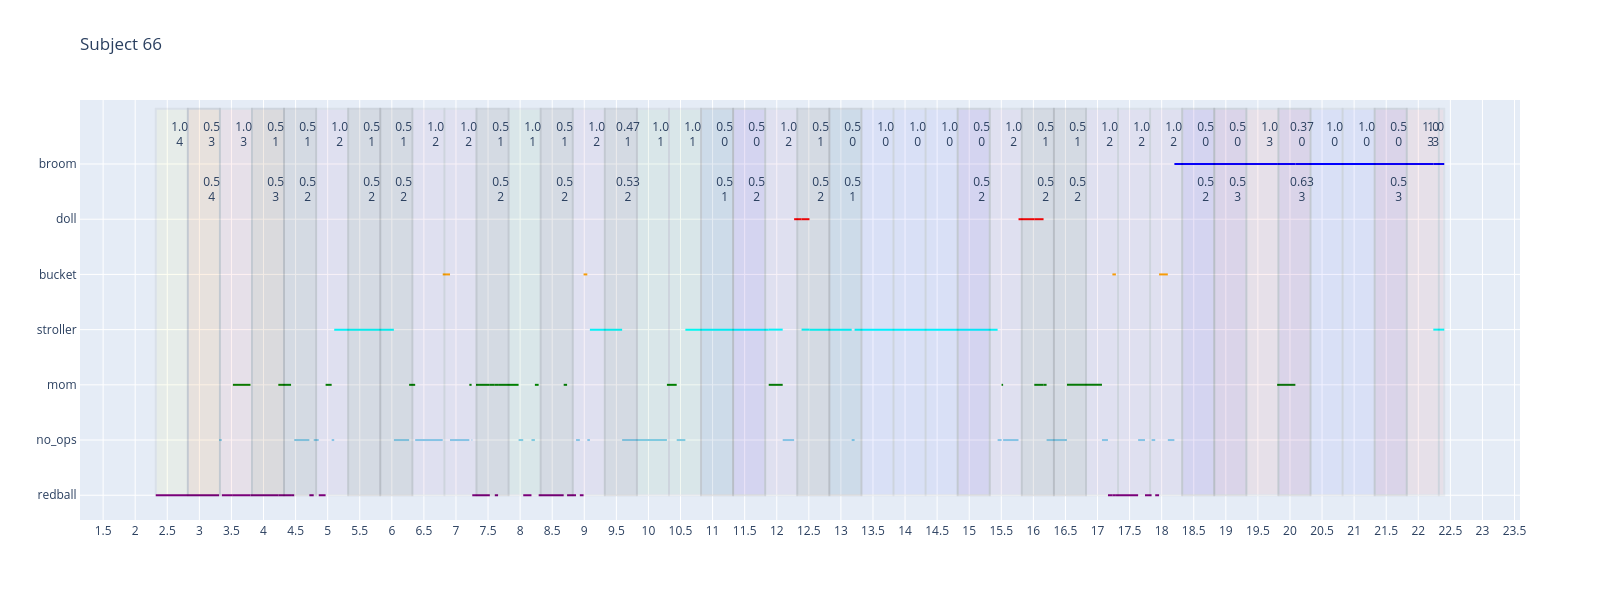 Subject 66
1.0 0.5 1.0 0.5 0.5 1.0 0.5 0.5 1.0 1.0 0.5 1.0 0.5 1.0 0.47 1.0 1.0 0.5 0.5 1.0 0.5 0.5 1.0 1.0 1.0 0.5 1.0 0.5 0.5 1.0 1.0 1.0 0.5 0.5 1.0 0.37 1.0 1.0 0.5
4 3 3 1 1 2 1 1 2 2 1 1 1 2 1 1 1 0 0 2 1 0 0 0 0 0 2 1 1 2 2 2 0 0 3 0 0 0 0 3 3
broom
0.5 0.5 0.5 0.5 0.5 0.5 0.5 0.53 0.5 0.5 0.5 0.5 0.5 0.5 0.5 0.5 0.5 0.63 0.5
4 3 2 2 2 2 2 2 1 2 2 1 2 2 2 2 3 3 3
doll
bucket
stroller
mom
no_ops
redball
1.5 2 2.5 3 3.5 4 4.5 5 5.5 6 6.5 7 7.5 8 8.5 9 9.5 10 10.5 11 11.5 12 12.5 13 13.5 14 14.5 15 15.5 16 16.5 17 17.5 18 18.5 19 19.5 20 20.5 21 21.5 22 22.5 23 23.5